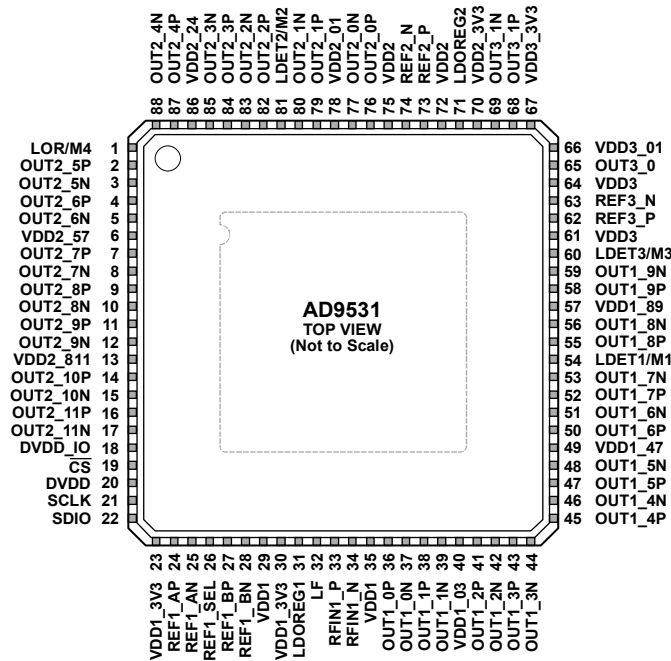 88 OUT2_4N
87 OUT2_4P
86 VDD2_24
85 OUT2_3N
84 OUT2_3P
83 OUT2_2N
82 OUT2_2P
81 LDET2/M2
80 OUT2_1N
79 OUT2_1P
78 VDD2_01
77 OUT2_0N
76 OUT2_0P
75 VDD2
74 REF2_N
73 REF2_P
72 VDD2
71 LDOREG2
70 VDD2_3V3
69 OUT3_1N
68 OUT3_1P
67 VDD3_3V3
LOR/M4 1
OUT2_5P 2
OUT2_5N 3
OUT2_6P 4
OUT2_6N 5
VDD2_57 6
OUT2_7P 7
OUT2_7N 8
OUT2_8P 9
OUT2_8N 10
OUT2_9P 11
OUT2_9N 12
VDD2_811 13
OUT2_10P 14
OUT2_10N 15
OUT2_11P 16
OUT2_11N 17
DVDD_IO 18
CS 19
DVDD 20
SCLK 21
SDIO 22
AD9531
TOP VIEW
(Not to Scale)
66 VDD3_01
65 OUT3_0
64 VDD3
63 REF3_N
62 REF3_P
61 VDD3
60 LDET3/M3
59 OUT1_9N
58 OUT1_9P
57 VDD1_89
56 OUT1_8N
55 OUT1_8P
54 LDET1/M1
53 OUT1_7N
52 OUT1_7P
51 OUT1_6N
50 OUT1_6P
49 VDD1_47
48 OUT1_5N
47 OUT1_5P
46 OUT1_4N
45 OUT1_4P
VDD1_3V3 23
REF1_AP 24
REF1_AN 25
REF1_SEL 26
REF1_BP 27
REF1_BN 28
VDD1 29
VDD1_3V3 30
LDOREG1 31
LF 32
RFIN1_P 33
RFIN1_N 34
VDD1 35
OUT1_0P 36
OUT1_0N 37
OUT1_1P 38
OUT1_1N 39
VDD1_03 40
OUT1_2P 41
OUT1_2N 42
OUT1_3P 43
OUT1_3N 44